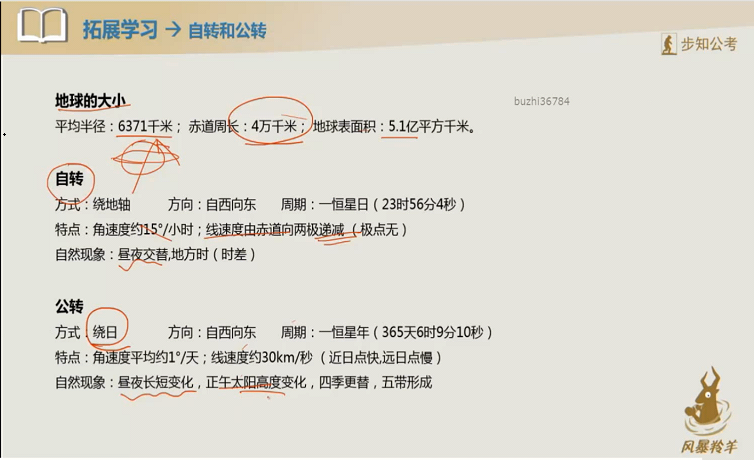 拓展学习 → 自转和公转
步知公考
buzhi36784
地球的大小
平均半径：6371千米； 赤道周长：4万千米； 地球表面积：5.1亿平方千米。
自转
方式：绕地轴 方向：自西向东 周期：一恒星日（23时56分4秒）
特点：角速度约15°/小时；线速度由赤道向两极递减（极点无）
自然现象：昼夜交替,地方时（时差）
公转
方式：绕日 方向：自西向东 周期：一恒星年（365天6时9分10秒）
特点：角速度平均约1°/天；线速度约30km/秒 （近日点快,远日点慢）
自然现象：昼夜长短变化，正午太阳高度变化，四季更替，五带形成
风暴羚羊